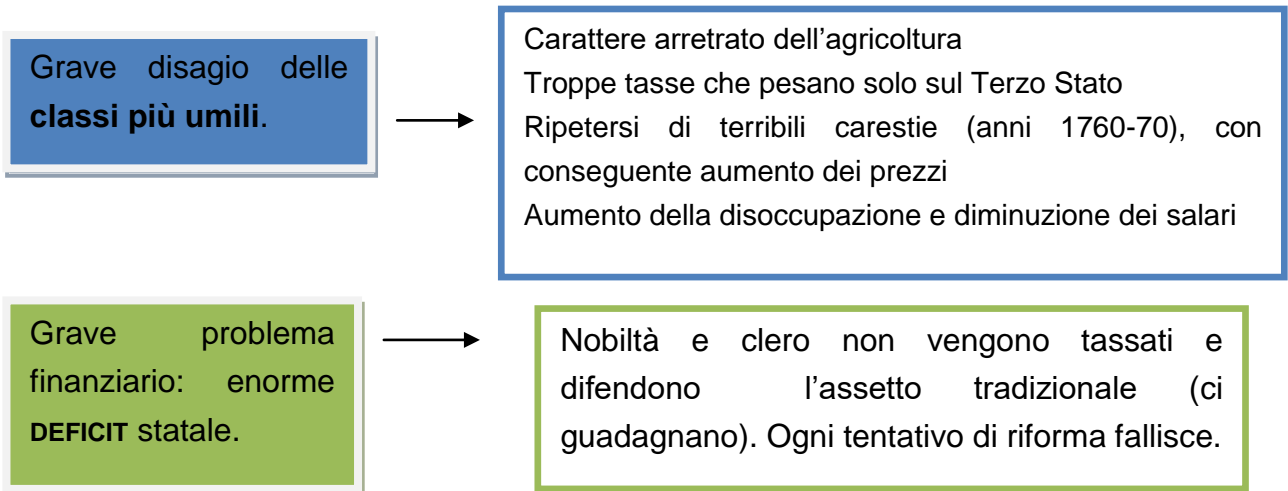 Grave disagio delle
classi più umili.
Carattere arretrato dell’agricoltura
Troppe tasse che pesano solo sul Terzo Stato
Ripetersi di terribili carestie (anni 1760-70), con
conseguente aumento dei prezzi
Aumento della disoccupazione e diminuzione dei salari
Grave problema
finanziario: enorme
DEFICIT statale.
Nobiltà e clero non vengono tassati e
difendono l’assetto tradizionale (ci
guadagnano). Ogni tentativo di riforma fallisce.